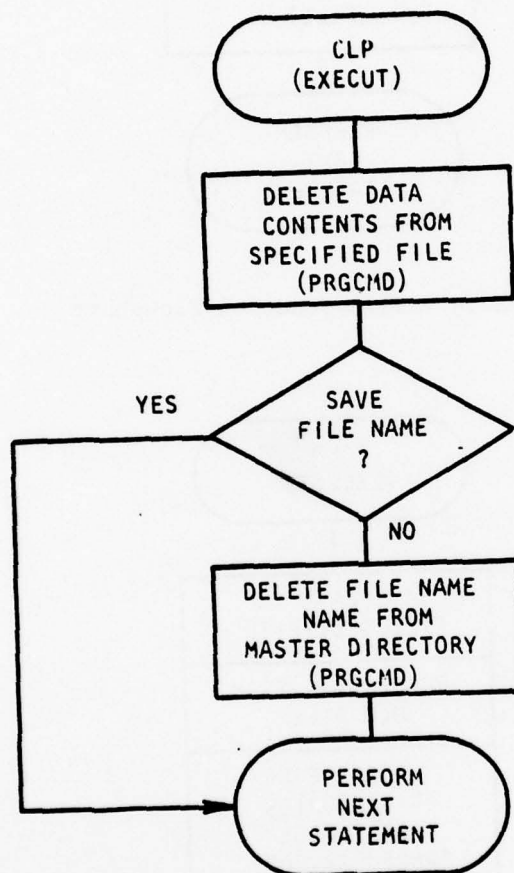 CLP
(EXECUT)
DELETE DATA
CONTENTS FROM
SPECIFIED FILE
(PRGCMD)
YES
SAVE
FILE NAME
?
NO
DELETE FILE NAME
NAME FROM
MASTER DIRECTORY
(PRGCMD)
PERFORM
NEXT
STATEMENT